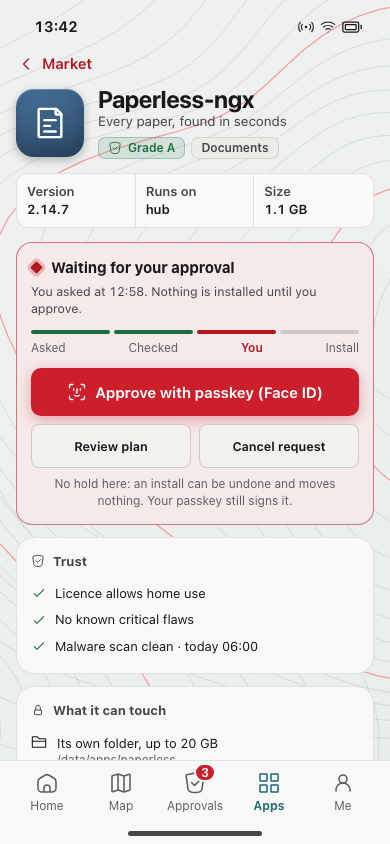 13:42
Market
Paperless-ngx
Every paper, found in seconds
Grade A
Documents
Version
2.14.7
Runs on
hub
Size
1.1 GB
Waiting for your approval
You asked at 12:58. Nothing is installed until you
approve.
Asked
Checked
You
Install
Approve with passkey (Face ID)
Review plan
Cancel request
No hold here: an install can be undone and moves
nothing. Your passkey still signs it.
Trust
Licence allows home use
No known critical flaws
Malware scan clean · today 06:00
What it can touch
Its own folder, up to 20 GB
/data/apps/paperless
3
Home
Map
Approvals
Apps
Me